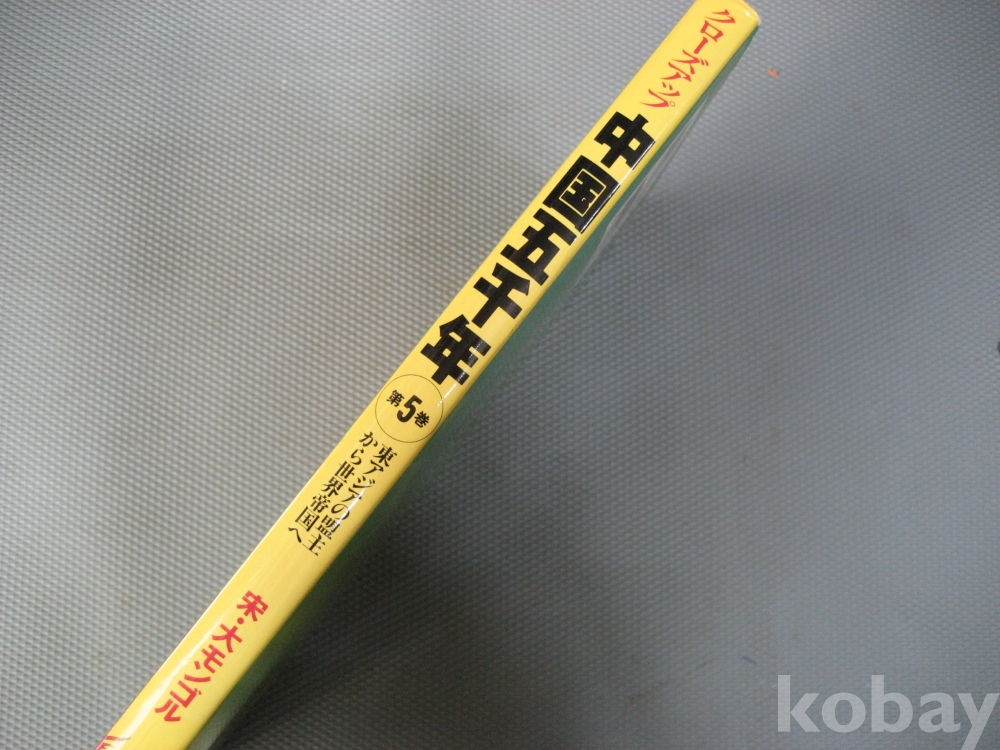 クローズアップ
中国五千年
第5巻
東アジアの盟主
から世界帝国へ
宋・大モンゴル
kobay